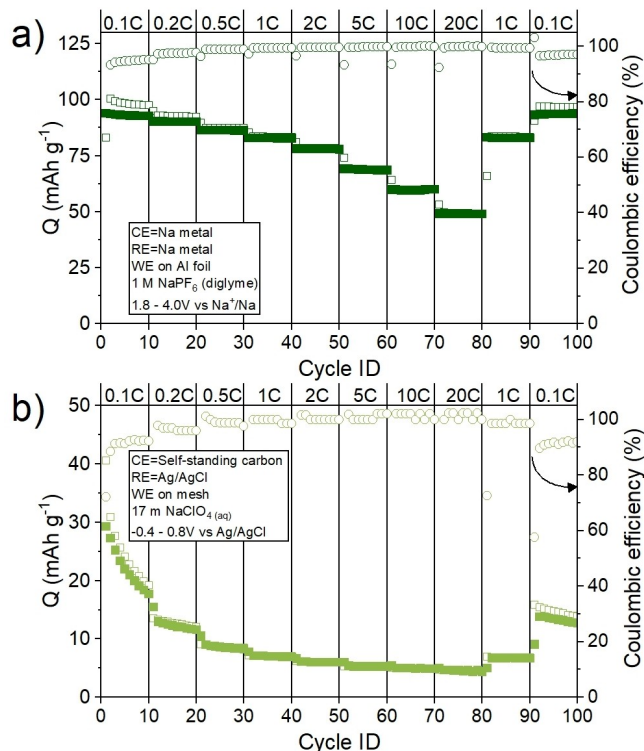 a)
0.1C 0.2C 0.5C 1C 2C 5C 10C 20C 1C 0.1C
125
100
75
50
25
0
Q (mAh g⁻¹)
CE=Na metal
RE=Na metal
WE on Al foil
1 M NaPF₆ (diglyme)
1.8 - 4.0V vs Na⁺/Na
100
80
60
40
20
0
Coulombic efficiency (%)
0 10 20 30 40 50 60 70 80 90 100
Cycle ID
b)
0.1C 0.2C 0.5C 1C 2C 5C 10C 20C 1C 0.1C
50
40
30
20
10
0
Q (mAh g⁻¹)
CE=Self-standing carbon
RE=Ag/AgCl
WE on mesh
17 m NaClO₄ (aq)
-0.4 - 0.8V vs Ag/AgCl
100
80
60
40
20
0
Coulombic efficiency (%)
0 10 20 30 40 50 60 70 80 90 100
Cycle ID